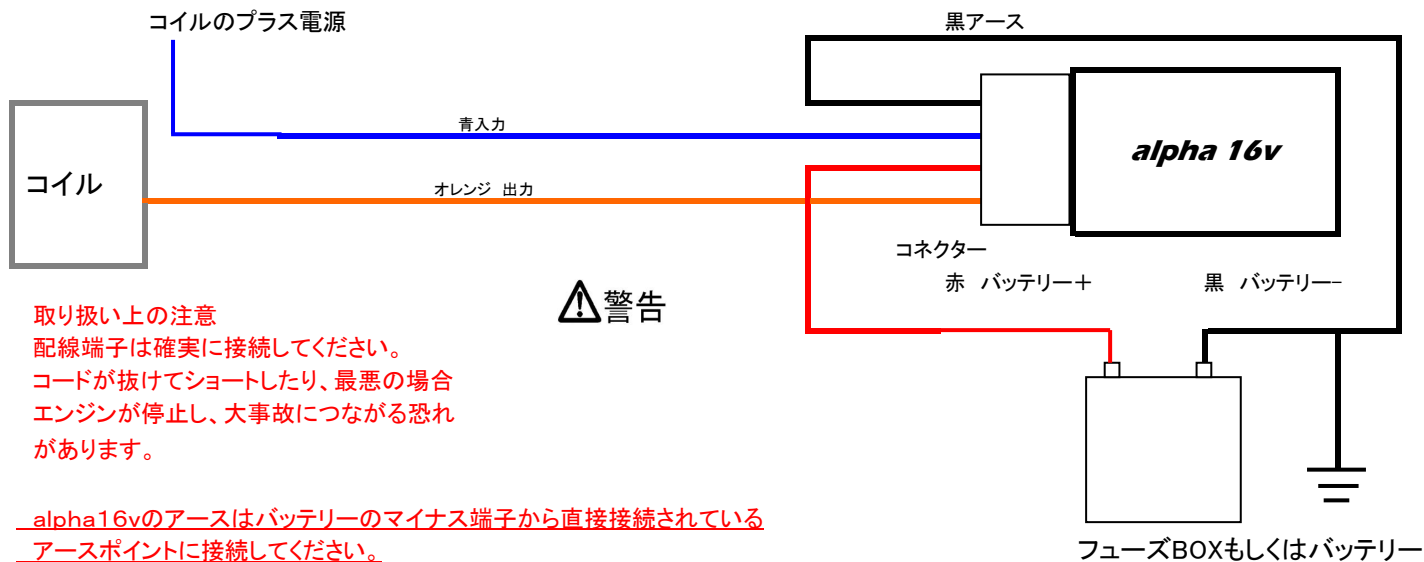 コイルのプラス電源
黒アース
青入力
alpha 16v
コイル
オレンジ 出力
コネクター
赤 バッテリー＋
黒 バッテリー−
警告
取り扱い上の注意
配線端子は確実に接続してください。
コードが抜けてショートしたり、最悪の場合
エンジンが停止し、大事故につながる恐れ
があります。
alpha16vのアースはバッテリーのマイナス端子から直接接続されている
アースポイントに接続してください。
フューズBOXもしくはバッテリー